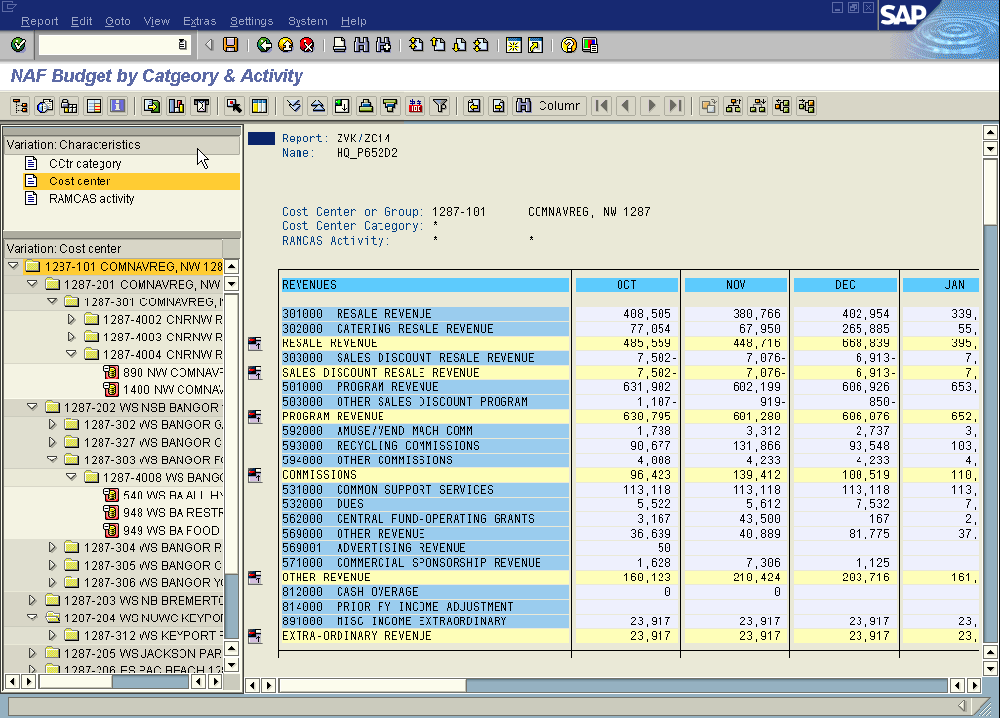 Report Edit Goto View Extras Settings System Help
SAP
NAF Budget by Catgeory & Activity
Column
Variation: Characteristics
CCtr category
Cost center
RAMCAS activity
Variation: Cost center
1287-101 COMNAVREG, NW 128
1287-201 COMNAVREG, NW
1287-301 COMNAVREG, N
1287-4002 CNRNW R
1287-4003 CNRNW R
1287-4004 CNRNW R
890 NW COMNAVF
1400 NW COMNAV
1287-202 WS NSB BANGOR
1287-302 WS BANGOR G
1287-327 WS BANGOR C
1287-303 WS BANGOR FO
1287-4008 WS BANG
540 WS BA ALL HN
948 WS BA RESTR
949 WS BA FOOD
1287-304 WS BANGOR R
1287-305 WS BANGOR C
1287-306 WS BANGOR YO
1287-203 WS NB BREMERTO
1287-204 WS NUWC KEYPOR
1287-312 WS KEYPORT F
1287-205 WS JACKSON PAR
1287-206 FS PAC BEACH 128
Report: ZVK/ZC14
Name: HQ_P652D2
Cost Center or Group: 1287-101 COMNAVREG, NW 1287
Cost Center Category: *
RAMCAS Activity: * *
REVENUES: OCT NOV DEC JAN
301000 RESALE REVENUE 408,505 380,766 402,954 339,
302000 CATERING RESALE REVENUE 77,054 67,950 265,885 55,
RESALE REVENUE 485,559 448,716 668,839 395,
303000 SALES DISCOUNT RESALE REVENUE 7,502- 7,076- 6,913- 7,
SALES DISCOUNT RESALE REVENUE 7,502- 7,076- 6,913- 7,
501000 PROGRAM REVENUE 631,902 602,199 606,926 653,
503000 OTHER SALES DISCOUNT PROGRAM 1,107- 919- 850-
PROGRAM REVENUE 630,795 601,280 606,076 652,
592000 AMUSE/VEND MACH COMM 1,738 3,312 2,737 3,
593000 RECYCLING COMMISSIONS 90,677 131,866 93,548 103,
594000 OTHER COMMISSIONS 4,008 4,233 4,233 4,
COMMISSIONS 96,423 139,412 100,519 110,
531000 COMMON SUPPORT SERVICES 113,118 113,118 113,118 113,
532000 DUES 5,522 5,612 7,532 7,
562000 CENTRAL FUND-OPERATING GRANTS 3,167 43,500 167 2,
569000 OTHER REVENUE 36,639 40,889 81,775 37,
569001 ADVERTISING REVENUE 50
571000 COMMERCIAL SPONSORSHIP REVENUE 1,628 7,306 1,125
OTHER REVENUE 160,123 210,424 203,716 161,
812000 CASH OVERAGE 0 0
814000 PRIOR FY INCOME ADJUSTMENT
891000 MISC INCOME EXTRAORDINARY 23,917 23,917 23,917 23,
EXTRA-ORDINARY REVENUE 23,917 23,917 23,917 23,